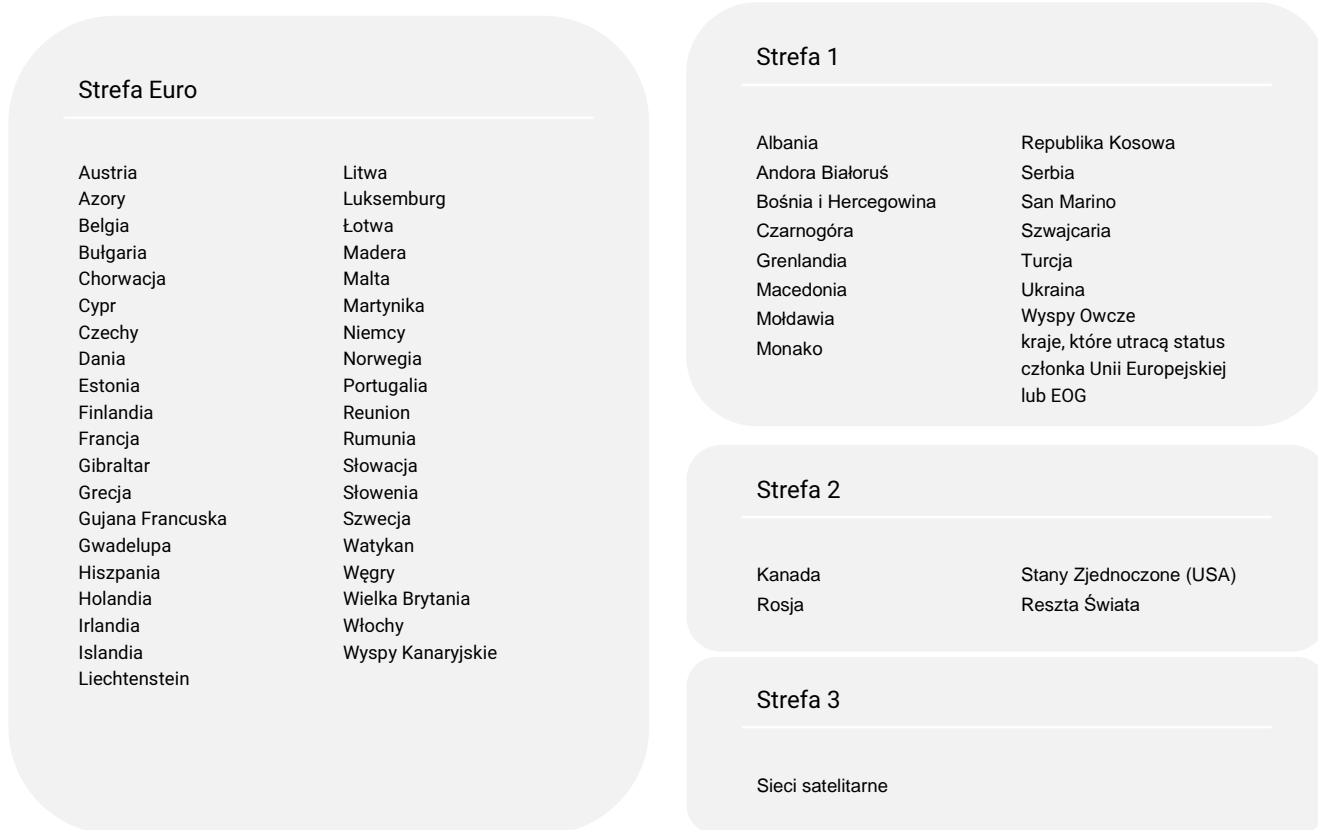 Strefa Euro
Austria
Azory
Belgia
Bułgaria
Chorwacja
Cypr
Czechy
Dania
Estonia
Finlandia
Francja
Gibraltar
Grecja
Gujana Francuska
Gwadelupa
Hiszpania
Holandia
Irlandia
Islandia
Liechtenstein
Litwa
Luksemburg
Łotwa
Madera
Malta
Martynika
Niemcy
Norwegia
Portugalia
Reunion
Rumunia
Słowacja
Słowenia
Szwecja
Watykan
Węgry
Wielka Brytania
Włochy
Wyspy Kanaryjskie
Strefa 1
Albania
Andora Białoruś
Bośnia i Hercegowina
Czarnogóra
Grenlandia
Macedonia
Mołdawia
Monako
Republika Kosowa
Serbia
San Marino
Szwajcaria
Turcja
Ukraina
Wyspy Owcze
kraje, które utracą status
członka Unii Europejskiej
lub EOG
Strefa 2
Kanada
Rosja
Stany Zjednoczone (USA)
Reszta Świata
Strefa 3
Sieci satelitarne